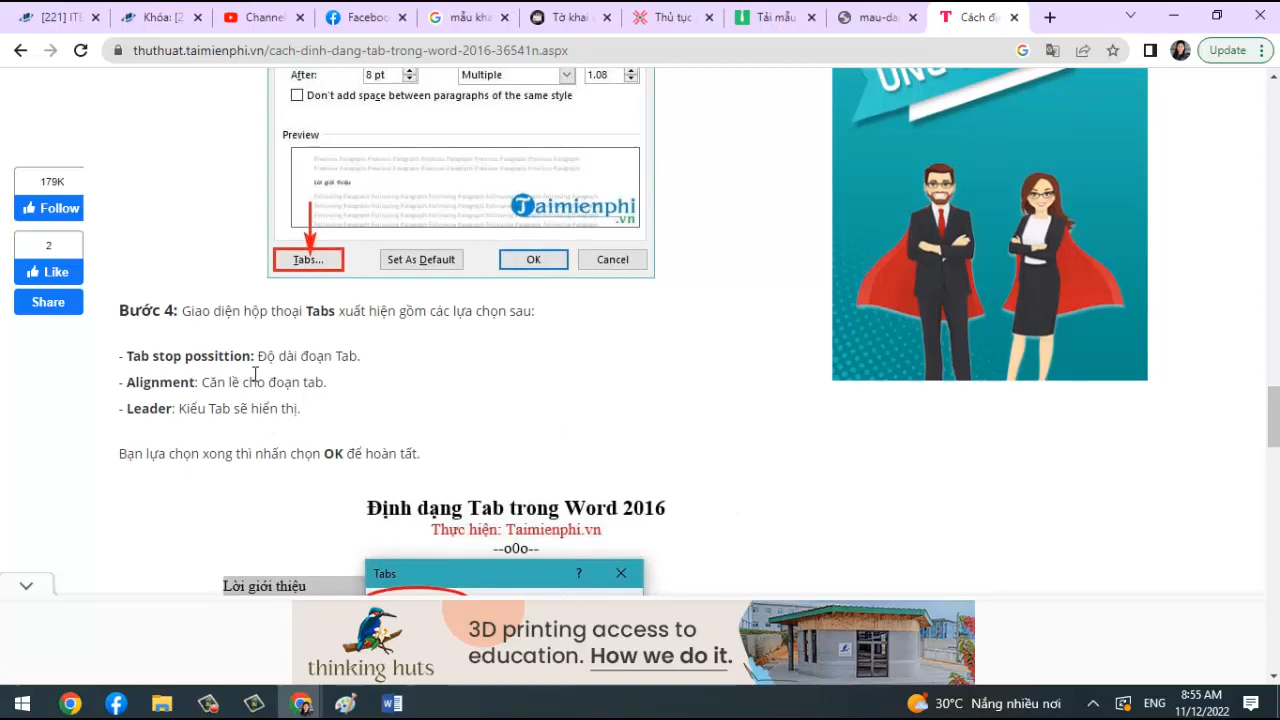 [221] ITE
Khóa: [2
Channel
Faceboo
mẫu kha
Tờ khai s
Thủ tục
Tải mẫu
mau-da
Cách đị
thuthuat.taimienphi.vn/cach-dinh-dang-tab-trong-word-2016-36541n.aspx
Update
After: 8 pt Multiple 1.08
Don't add space between paragraphs of the same style
Preview
Lời giới thiệu
Taimienphi
.vn
Tabs... Set As Default OK Cancel
UNG
179K
Follow
2
Like
Share
Bước 4: Giao diện hộp thoại Tabs xuất hiện gồm các lựa chọn sau:
- Tab stop possittion: Độ dài đoạn Tab.
- Alignment: Căn lề cho đoạn tab.
- Leader: Kiểu Tab sẽ hiển thị.
Bạn lựa chọn xong thì nhấn chọn OK để hoàn tất.
Định dạng Tab trong Word 2016
Thực hiện: Taimienphi.vn
--o0o--
Tabs ?
Lời giới thiệu
thinking huts
3D printing access to
education. How we do it.
30°C Nắng nhiều nơi
ENG
8:55 AM
11/12/2022